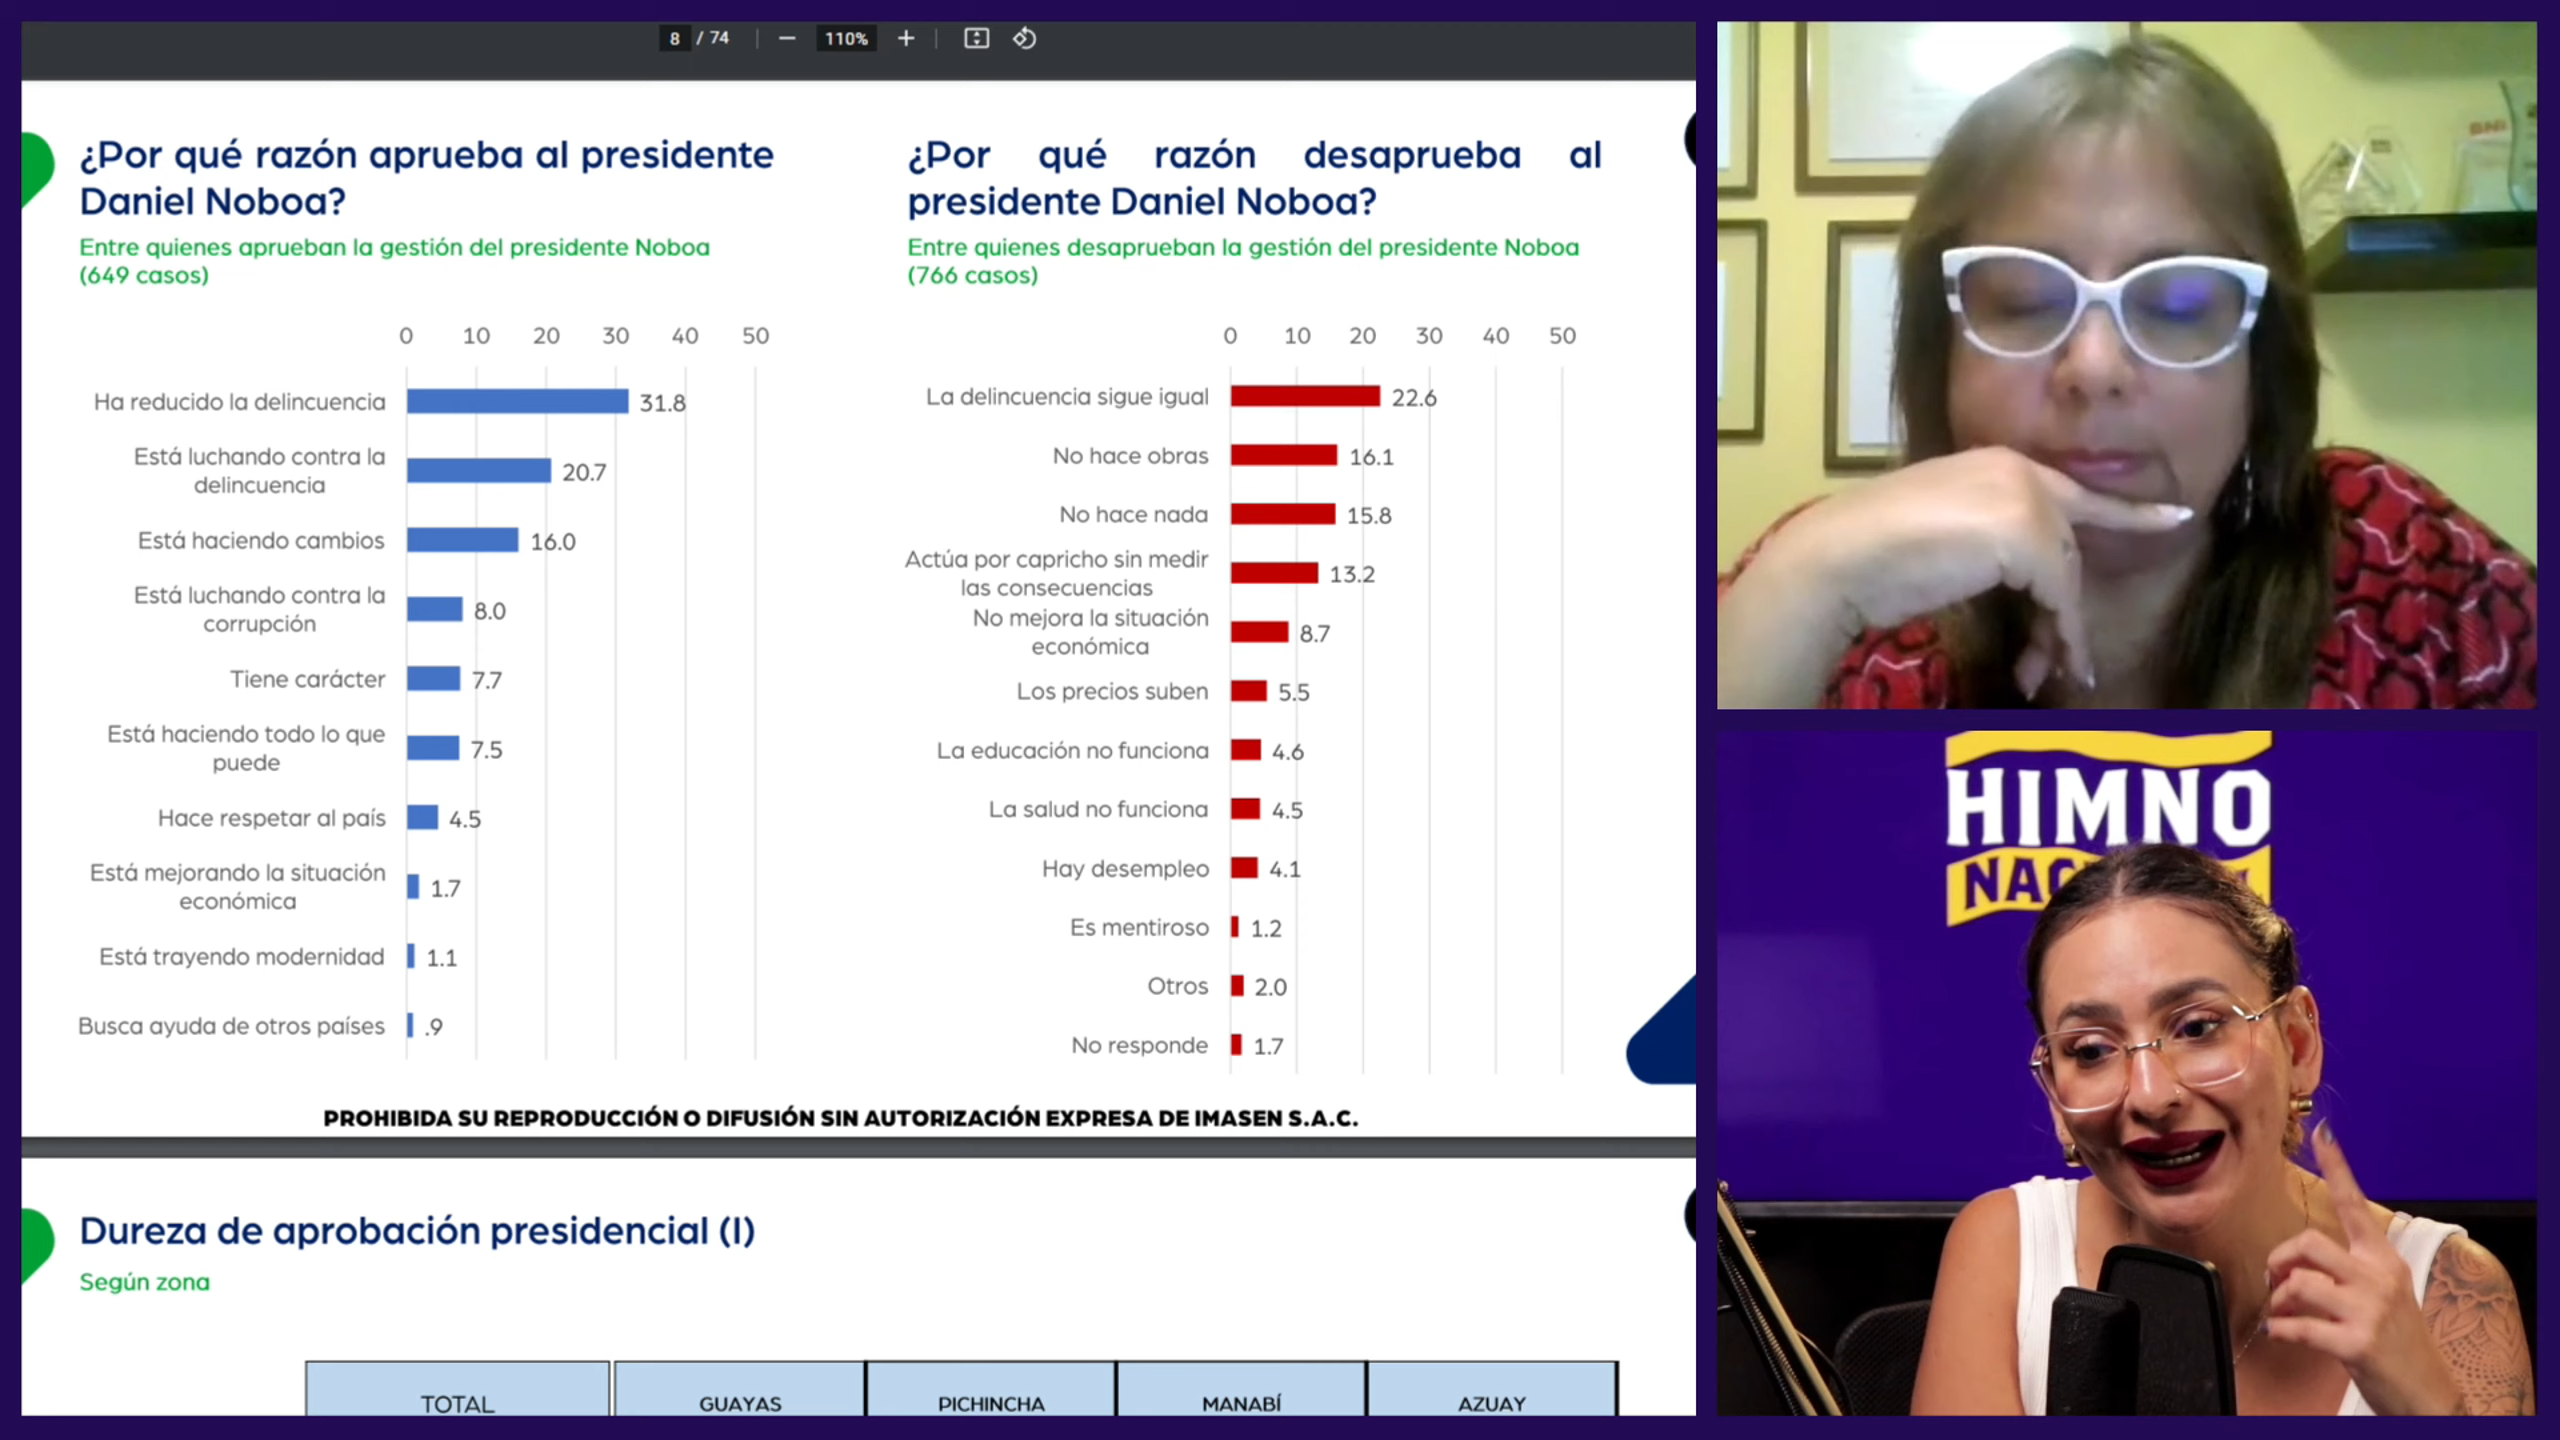 8 / 74
110%
¿Por qué razón aprueba al presidente
Daniel Noboa?
Entre quienes aprueban la gestión del presidente Noboa
(649 casos)
0 10 20 30 40 50
Ha reducido la delincuencia 31.8
Está luchando contra la
delincuencia 20.7
Está haciendo cambios 16.0
Está luchando contra la
corrupción 8.0
Tiene carácter 7.7
Está haciendo todo lo que
puede 7.5
Hace respetar al país 4.5
Está mejorando la situación
económica 1.7
Está trayendo modernidad 1.1
Busca ayuda de otros países .9
¿Por qué razón desaprueba al
presidente Daniel Noboa?
Entre quienes desaprueban la gestión del presidente Noboa
(766 casos)
0 10 20 30 40 50
La delincuencia sigue igual 22.6
No hace obras 16.1
No hace nada 15.8
Actúa por capricho sin medir
las consecuencias 13.2
No mejora la situación
económica 8.7
Los precios suben 5.5
La educación no funciona 4.6
La salud no funciona 4.5
Hay desempleo 4.1
Es mentiroso 1.2
Otros 2.0
No responde 1.7
PROHIBIDA SU REPRODUCCIÓN O DIFUSIÓN SIN AUTORIZACIÓN EXPRESA DE IMASEN S.A.C.
Dureza de aprobación presidencial (I)
Según zona
TOTAL GUAYAS PICHINCHA MANABÍ AZUAY
BNI
HIMNO